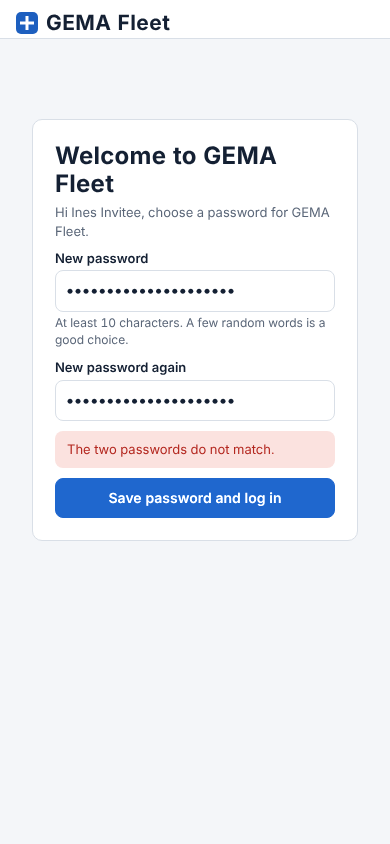 GEMA Fleet
Welcome to GEMA
Fleet
Hi Ines Invitee, choose a password for GEMA
Fleet.
New password
•••••••••••••••••••••
At least 10 characters. A few random words is a
good choice.
New password again
•••••••••••••••••••••
The two passwords do not match.
Save password and log in